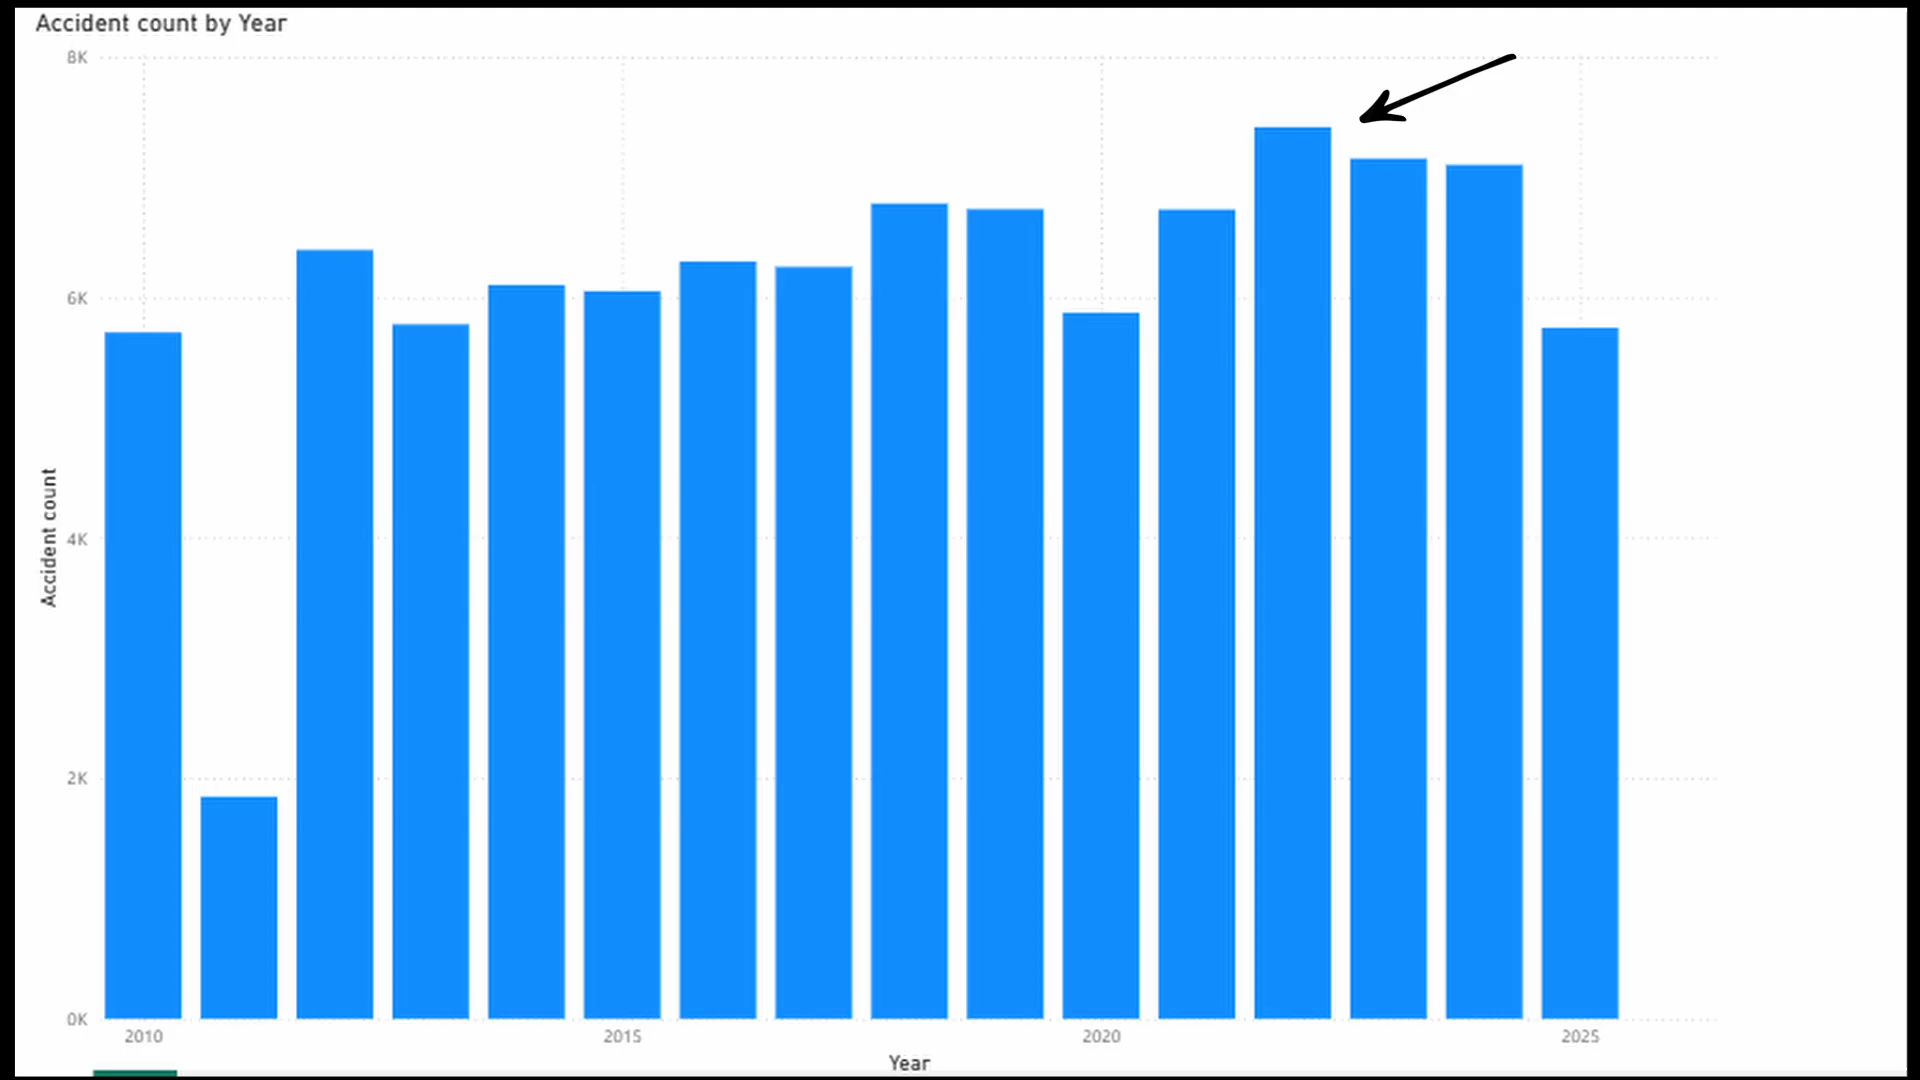 Accident count by Year
8K
6K
4K
2K
0K
Accident count
2010 2015 2020 2025
Year